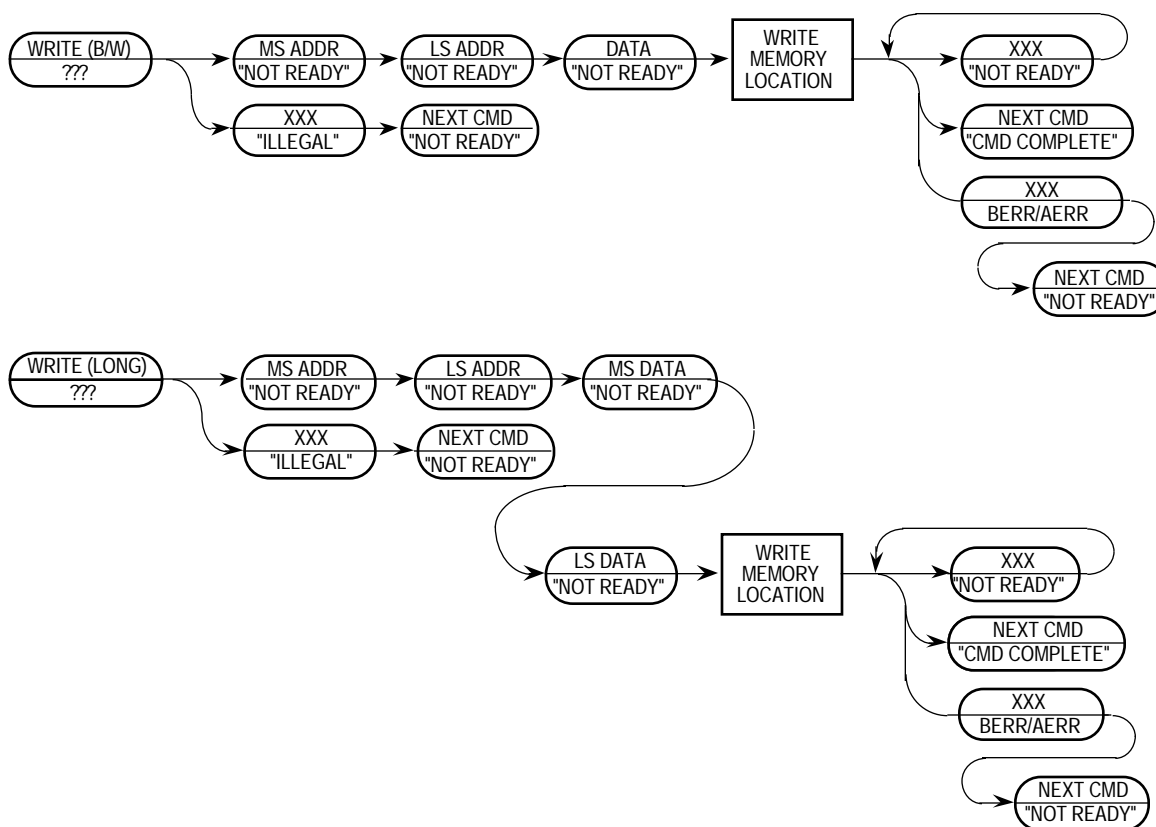 WRITE (B/W)
???
MS ADDR
"NOT READY"
LS ADDR
"NOT READY"
DATA
"NOT READY"
WRITE
MEMORY
LOCATION
XXX
"NOT READY"
XXX
"ILLEGAL"
NEXT CMD
"NOT READY"
NEXT CMD
"CMD COMPLETE"
XXX
BERR/AERR
NEXT CMD
"NOT READY"
WRITE (LONG)
???
MS ADDR
"NOT READY"
LS ADDR
"NOT READY"
MS DATA
"NOT READY"
XXX
"ILLEGAL"
NEXT CMD
"NOT READY"
LS DATA
"NOT READY"
WRITE
MEMORY
LOCATION
XXX
"NOT READY"
NEXT CMD
"CMD COMPLETE"
XXX
BERR/AERR
NEXT CMD
"NOT READY"